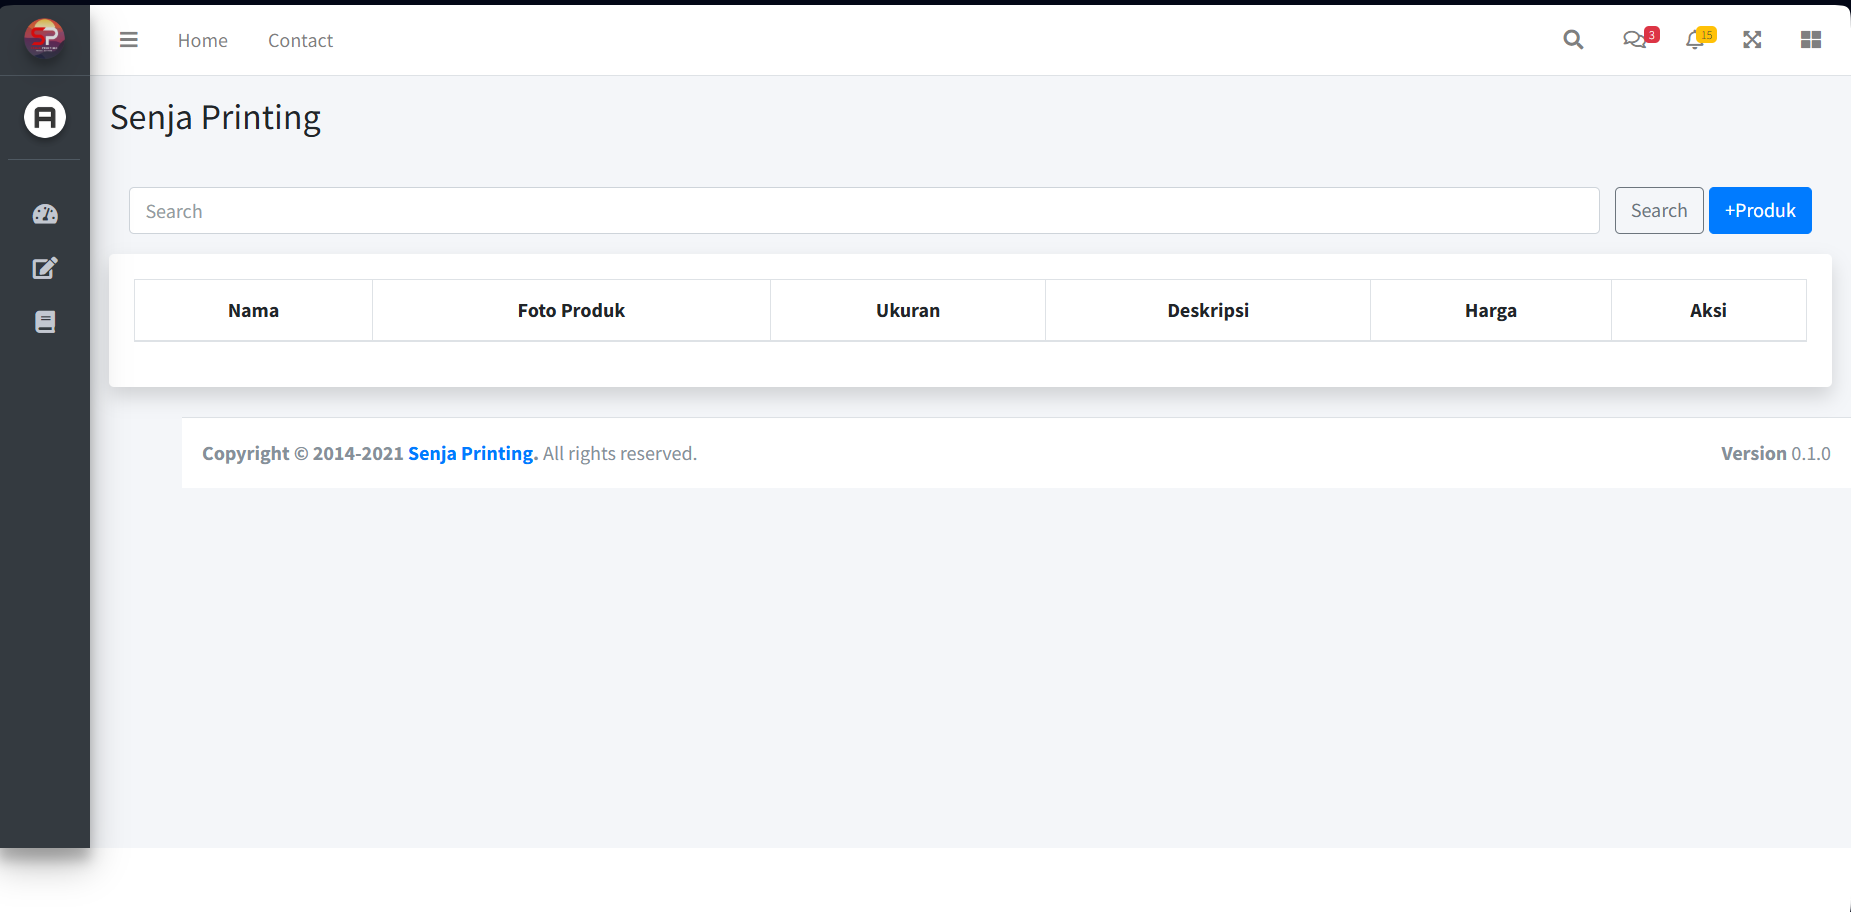 SP
Home Contact 3 15
A
Senja Printing
Search Search +Produk
Nama Foto Produk Ukuran Deskripsi Harga Aksi
Copyright © 2014-2021 Senja Printing. All rights reserved. Version 0.1.0